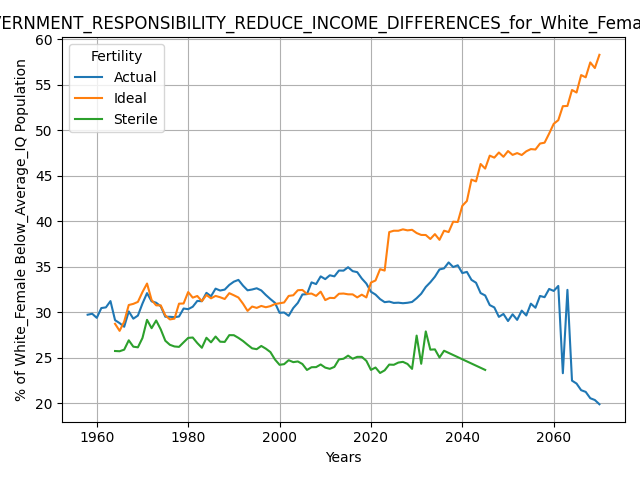 VERNMENT_RESPONSIBILITY_REDUCE_INCOME_DIFFERENCES_for_White_Fema
% of White_Female Below_Average_IQ Population
60
55
50
45
40
35
30
25
20
Fertility
Actual
Ideal
Sterile
1960 1980 2000 2020 2040 2060
Years